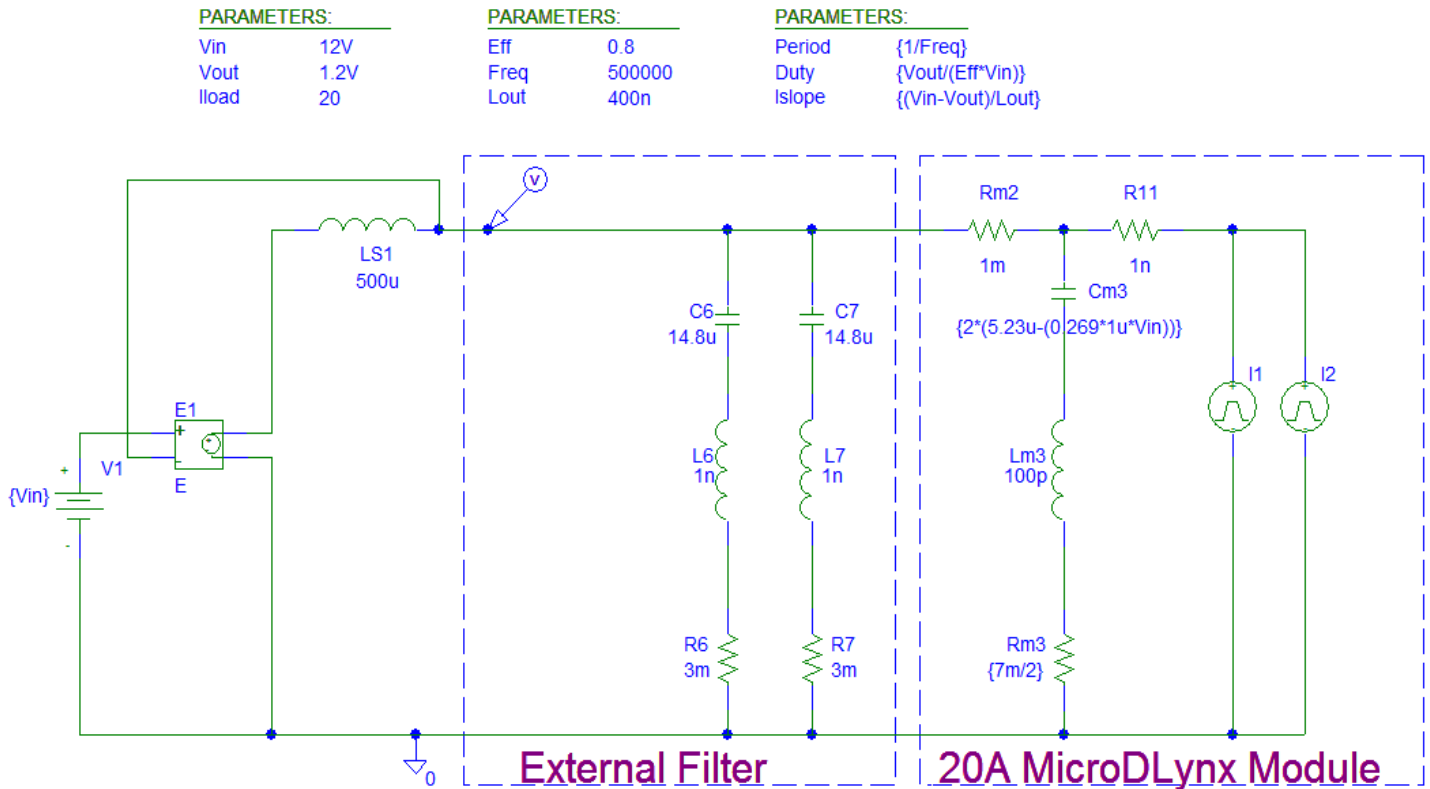 PARAMETERS: PARAMETERS: PARAMETERS:
Vin 12V Eff 0.8 Period {1/Freq}
Vout 1.2V Freq 500000 Duty {Vout/(Eff*Vin)}
Iload 20 Lout 400n Islope {(Vin-Vout)/Lout}
V
Rm2 R11
LS1
500u
1m 1n
Cm3
C6 C7
14.8u 14.8u
{2*(5.23u-(0.269*1u*Vin))}
I1 I2
E1
+
-
E
+
V1
{Vin}
-
L6 L7 Lm3
1n 1n 100p
R6 R7 Rm3
3m 3m {7m/2}
0
External Filter 20A MicroDLynx Module